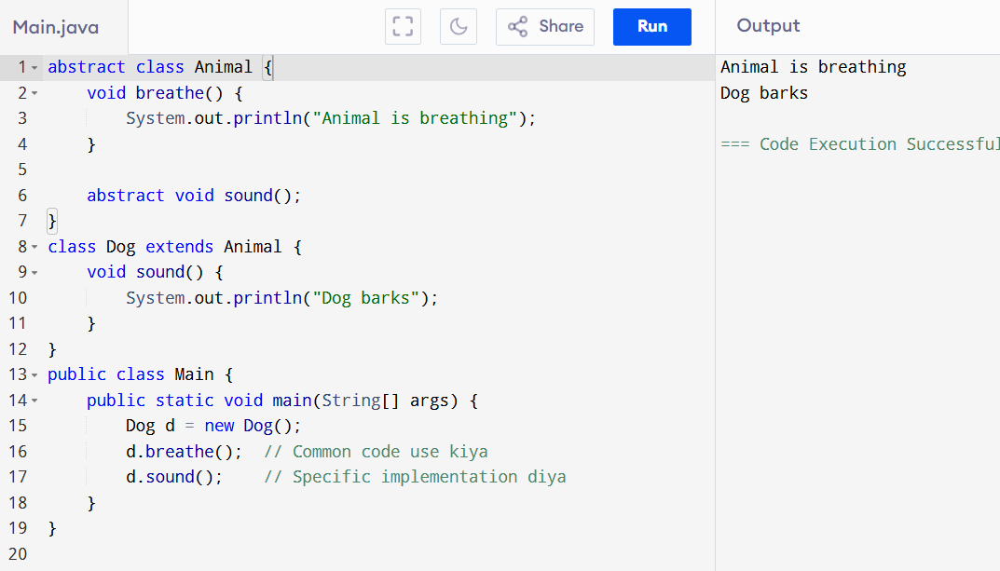 Main.java
Share
Run
Output
1 abstract class Animal {
2     void breathe() {
3         System.out.println("Animal is breathing");
4     }
5
6     abstract void sound();
7 }
8 class Dog extends Animal {
9     void sound() {
10         System.out.println("Dog barks");
11     }
12 }
13 public class Main {
14     public static void main(String[] args) {
15         Dog d = new Dog();
16         d.breathe();  // Common code use kiya
17         d.sound();    // Specific implementation diya
18     }
19 }
20
Animal is breathing
Dog barks
=== Code Execution Successful